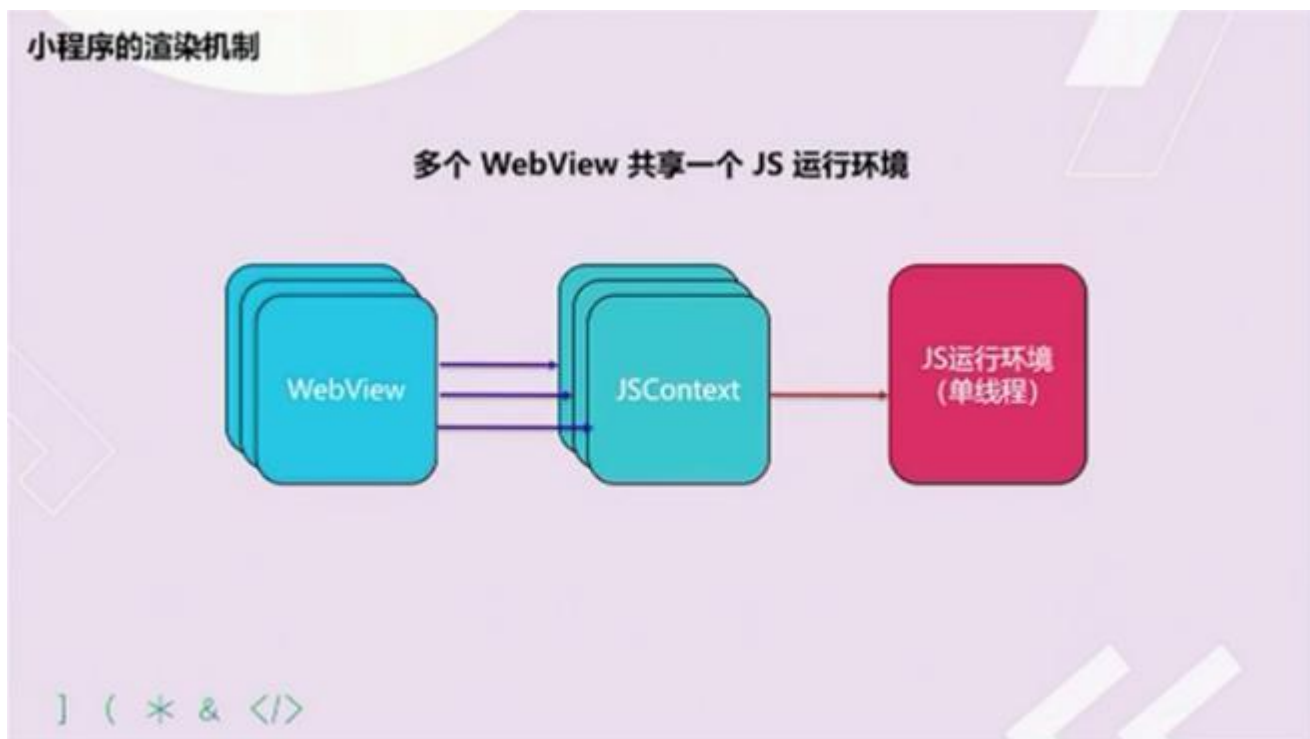 小程序的渲染机制
多个 WebView 共享一个 JS 运行环境
WebView
JSContext
JS运行环境
（单线程）
] ( * & </>